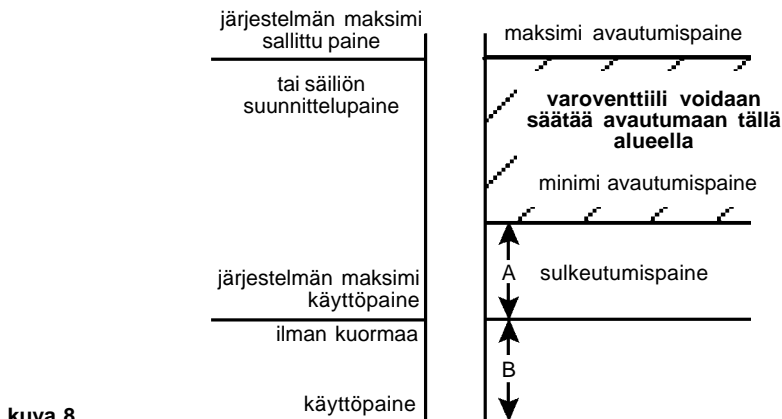 järjestelmän maksimi
sallittu paine
tai säiliön
suunnittelupaine
järjestelmän maksimi
käyttöpaine
ilman kuormaa
käyttöpaine
maksimi avautumispaine
varoventtiili voidaan
säätää avautumaan tällä
alueella
minimi avautumispaine
A sulkeutumispaine
B
kuva 8